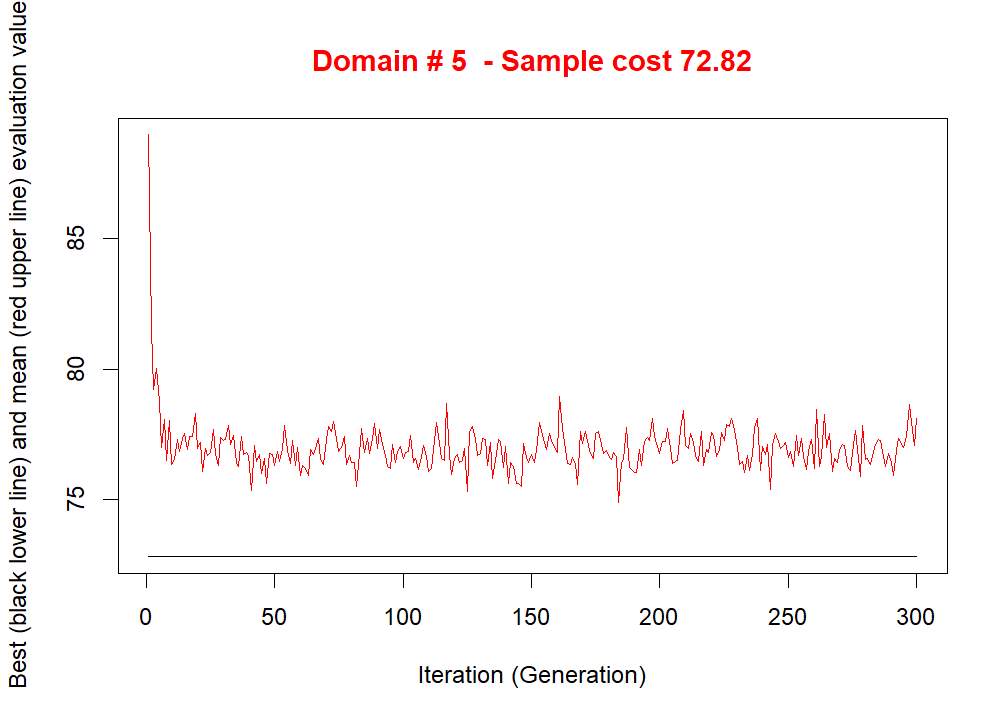 Domain # 5  - Sample cost 72.82
Best (black lower line) and mean (red upper line) evaluation value
85
80
75
0 50 100 150 200 250 300
Iteration (Generation)